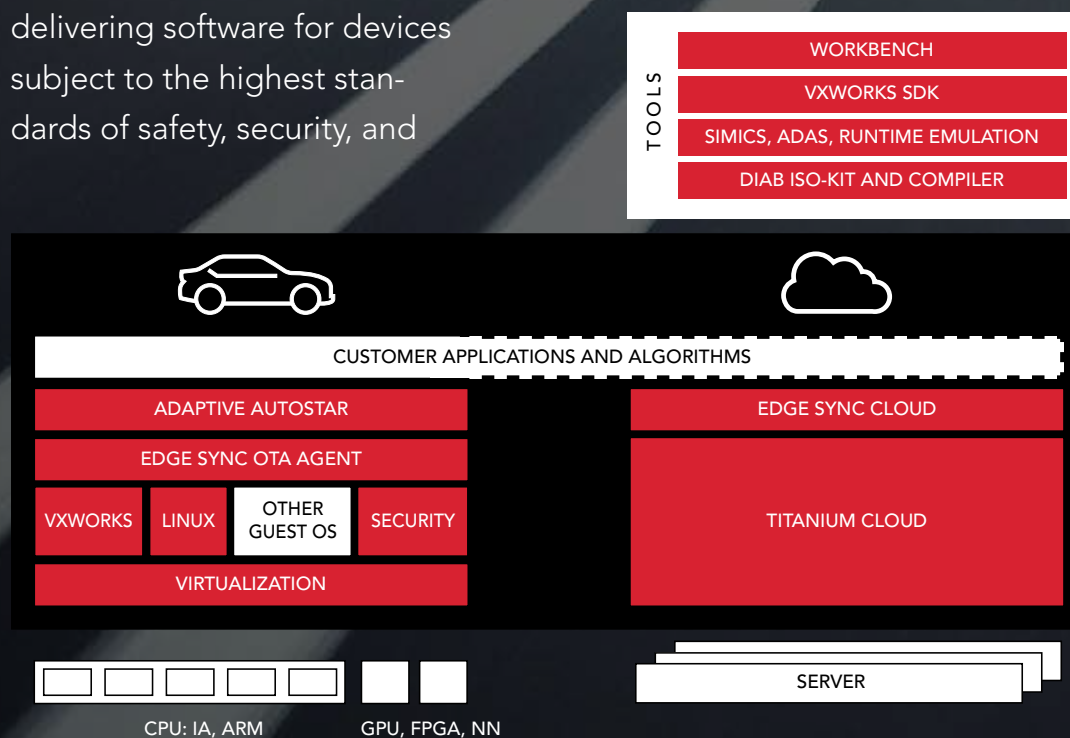 delivering software for devices
subject to the highest stan-
dards of safety, security, and
TOOLS
WORKBENCH
VXWORKS SDK
SIMICS, ADAS, RUNTIME EMULATION
DIAB ISO-KIT AND COMPILER
CUSTOMER APPLICATIONS AND ALGORITHMS
ADAPTIVE AUTOSTAR
EDGE SYNC OTA AGENT
VXWORKS
LINUX
OTHER
GUEST OS
SECURITY
VIRTUALIZATION
EDGE SYNC CLOUD
TITANIUM CLOUD
CPU: IA, ARM
GPU, FPGA, NN
SERVER